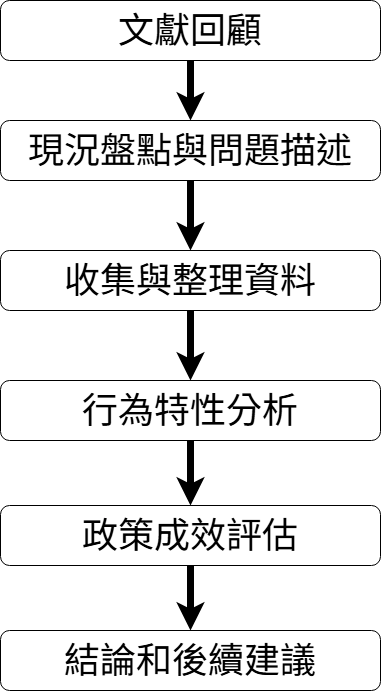 文獻回顧
現況盤點與問題描述
收集與整理資料
行為特性分析
政策成效評估
結論和後續建議